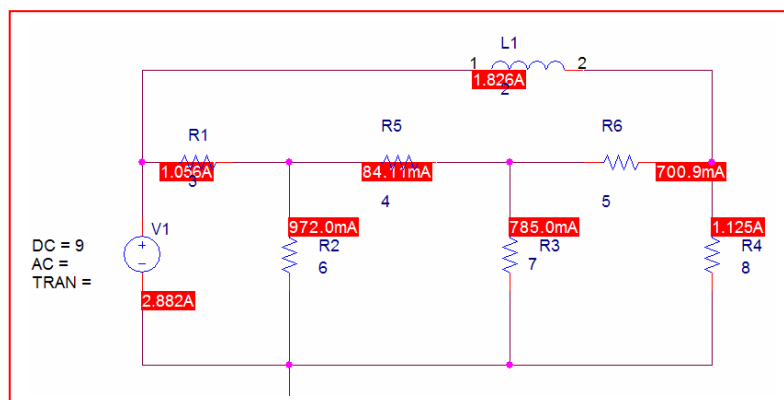 L1
1 2
1.826A
2
R1 R5 R6
1.056A 84.11mA 700.9mA
3 4 5
V1 972.0mA 785.0mA 1.125A
DC = 9 R2 R3 R4
AC = 6 7 8
TRAN =
2.882A